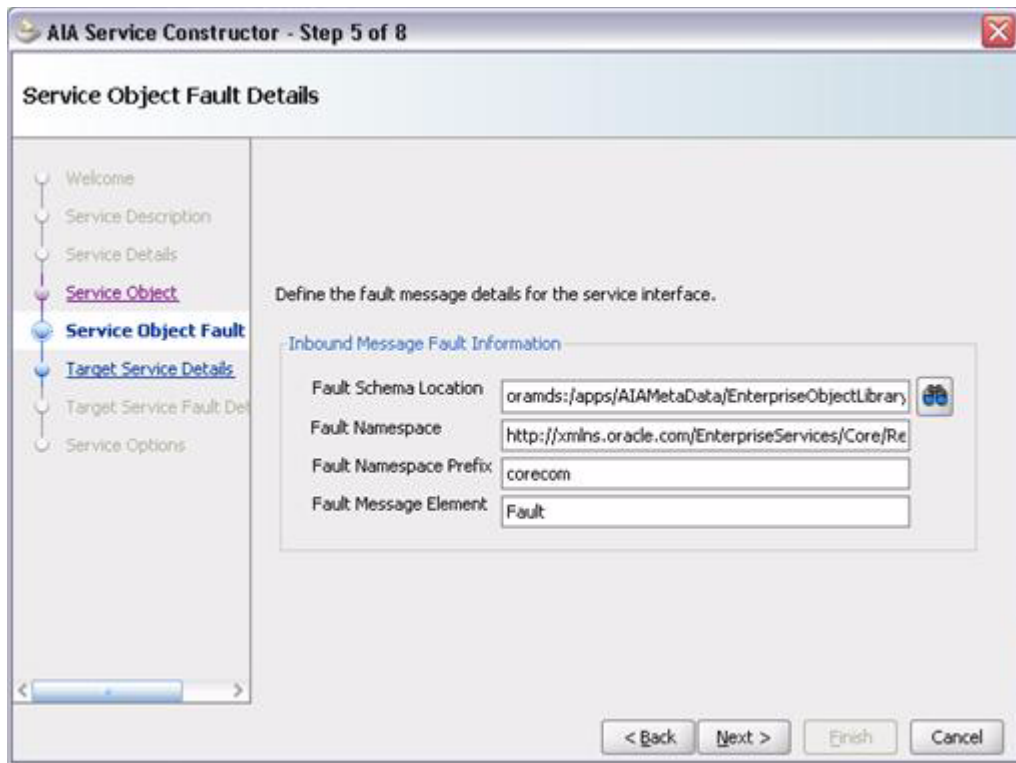 AIA Service Constructor - Step 5 of 8
Service Object Fault Details
Welcome
Service Description
Service Details
Service Object
Service Object Fault
Target Service Details
Target Service Fault Det
Service Options
Define the fault message details for the service interface.
Inbound Message Fault Information
Fault Schema Location oramds:/apps/AIAMetaData/EnterpriseObjectLibrary
Fault Namespace http://xmlns.oracle.com/EnterpriseServices/Core/Re
Fault Namespace Prefix corecom
Fault Message Element Fault
< Back Next > Finish Cancel